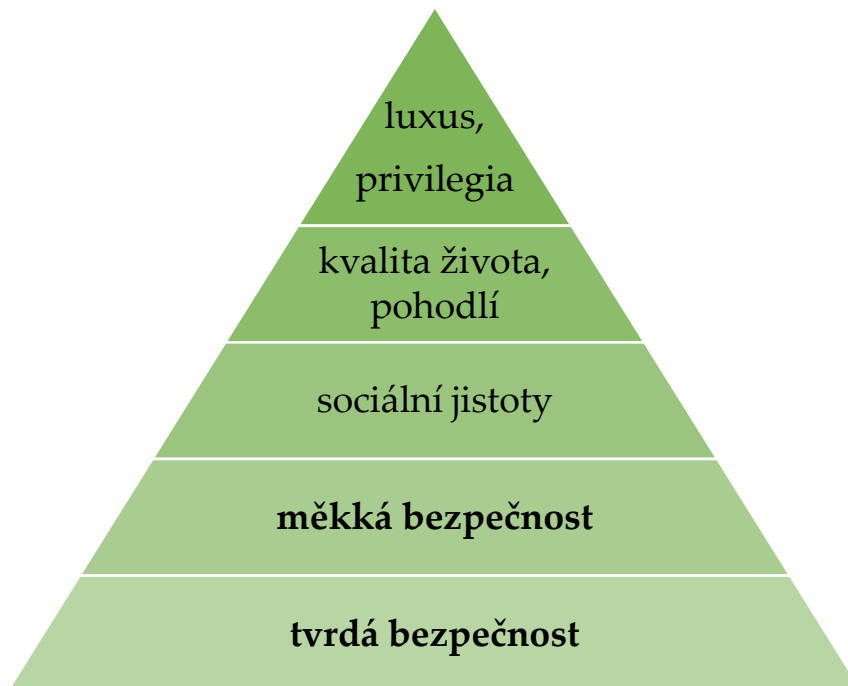 luxus,
privilegia
kvalita života,
pohodlí
sociální jistoty
měkká bezpečnost
tvrdá bezpečnost